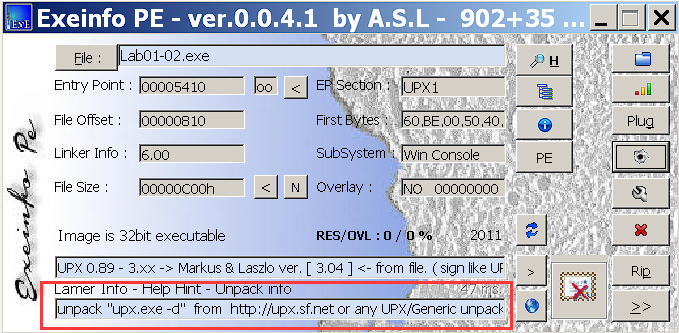 Exeinfo PE - ver.0.0.4.1 by A.S.L - 902+35 ...
File : Lab01-02.exe H
Entry Point : 00005410 oo < EP Section : UPX1
File Offset : 00000810 First Bytes : 60,BE,00,50,40, Plug
Linker Info : 6.00 SubSystem : Win Console PE
File Size : 00000C00h < N Overlay : NO 00000000
Image is 32bit executable RES/OVL : 0 / 0 % 2011
UPX 0.89 - 3.xx -> Markus & Laszlo ver. [ 3.04 ] <- from file. ( sign like UP
> Rip
Lamer Info - Help Hint - Unpack info 47 ms.
unpack "upx.exe -d" from http://upx.sf.net or any UPX/Generic unpack
>>
Exeinfo Pe